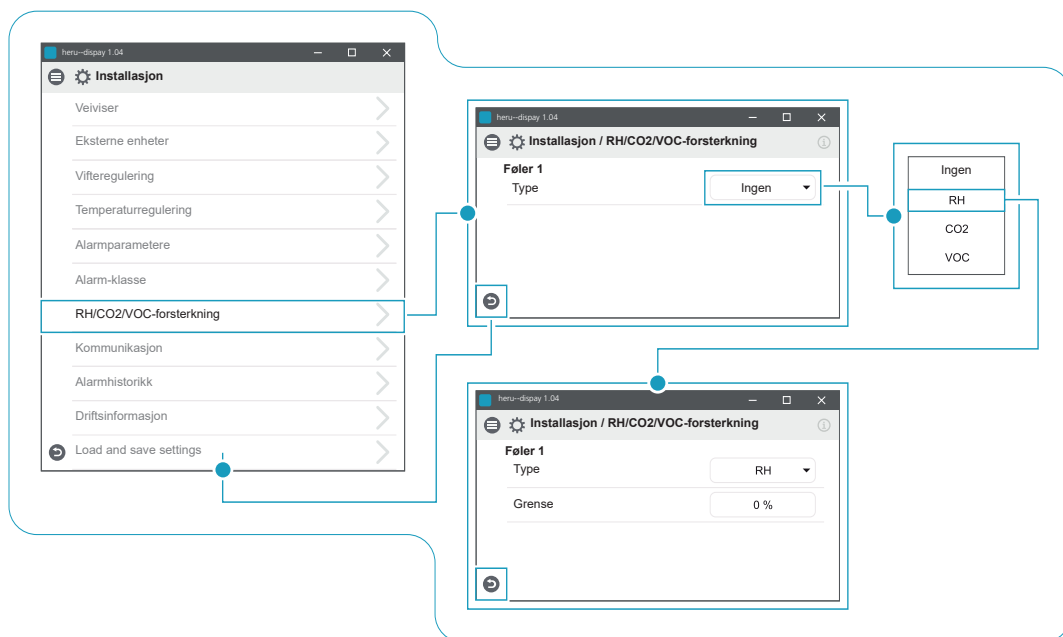 heru--dispay 1.04
Installasjon
Veiviser
Eksterne enheter
Vifteregulering
Temperaturregulering
Alarmparametere
Alarm-klasse
RH/CO2/VOC-forsterkning
Kommunikasjon
Alarmhistorikk
Driftsinformasjon
Load and save settings
heru--dispay 1.04
Installasjon / RH/CO2/VOC-forsterkning
Føler 1
Type Ingen
Ingen
RH
CO2
VOC
heru--dispay 1.04
Installasjon / RH/CO2/VOC-forsterkning
Føler 1
Type RH
Grense 0 %